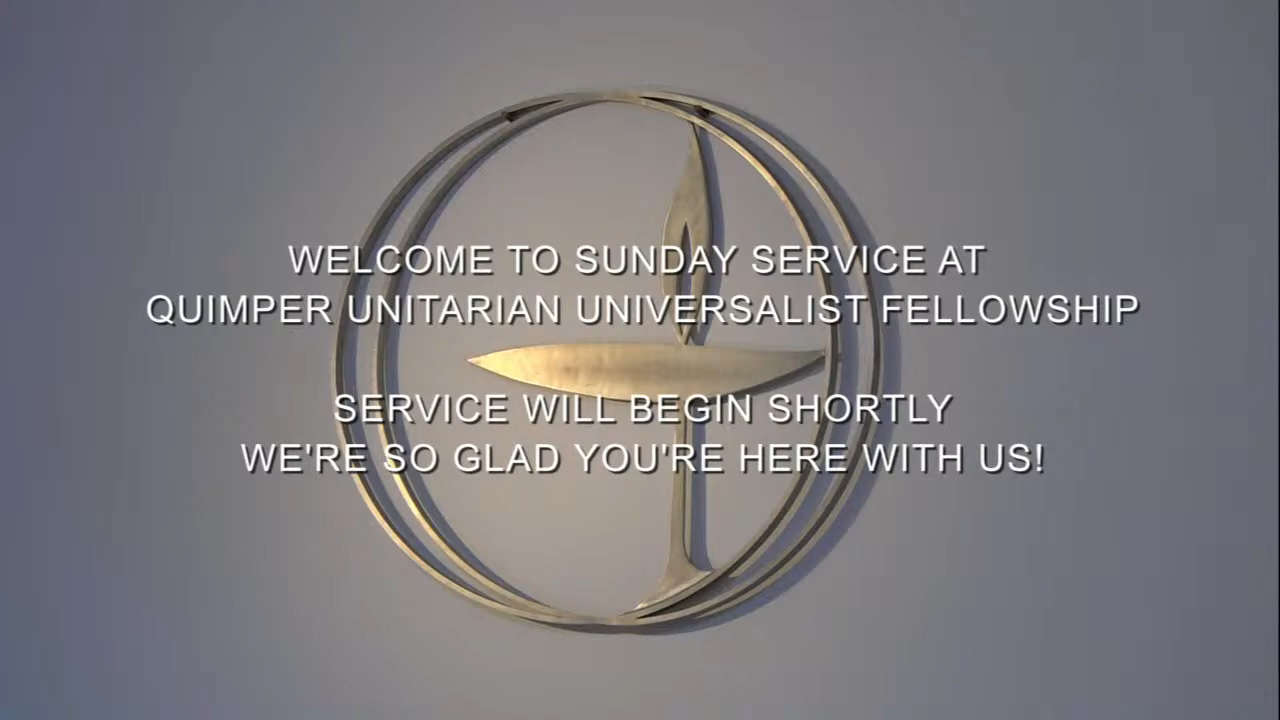 WELCOME TO SUNDAY SERVICE AT
QUIMPER UNITARIAN UNIVERSALIST FELLOWSHIP
SERVICE WILL BEGIN SHORTLY
WE'RE SO GLAD YOU'RE HERE WITH US!